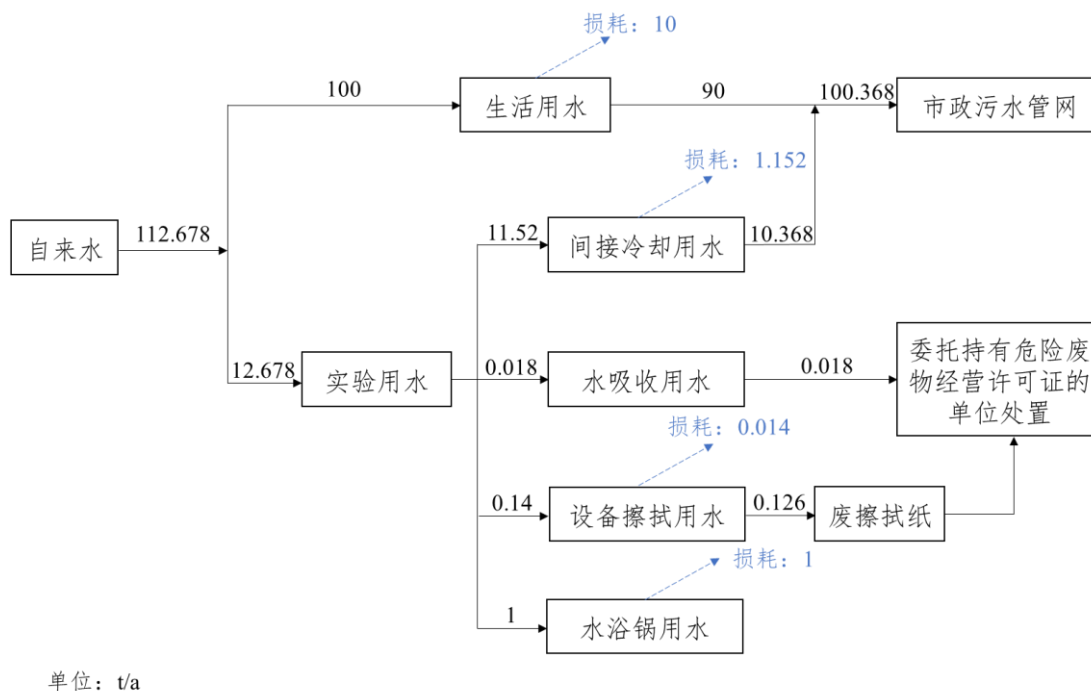 损耗：10
100
生活用水
90
100.368
市政污水管网
损耗：1.152
自来水
112.678
11.52
间接冷却用水
10.368
12.678
实验用水
0.018
水吸收用水
0.018
委托持有危险废
物经营许可证的
单位处置
损耗：0.014
0.14
设备擦拭用水
0.126
废擦拭纸
损耗：1
1
水浴锅用水
单位：t/a